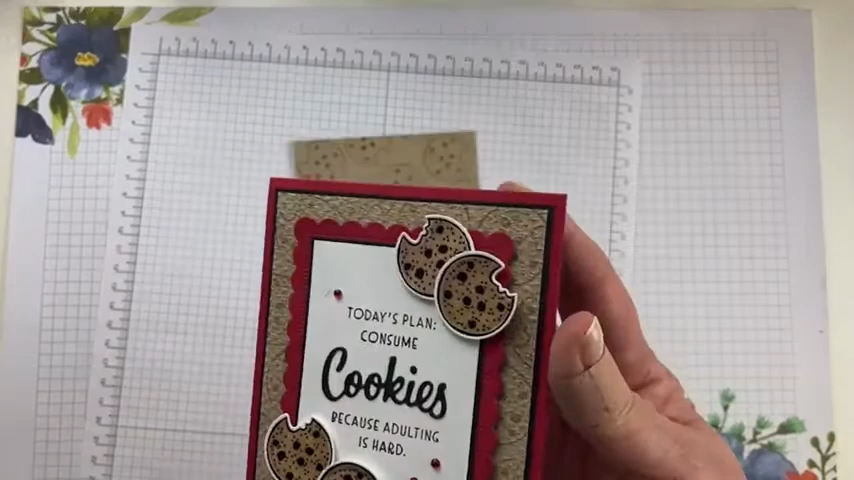 TODAY'S PLAN:
CONSUME
Cookies
BECAUSE ADULTING
IS HARD.